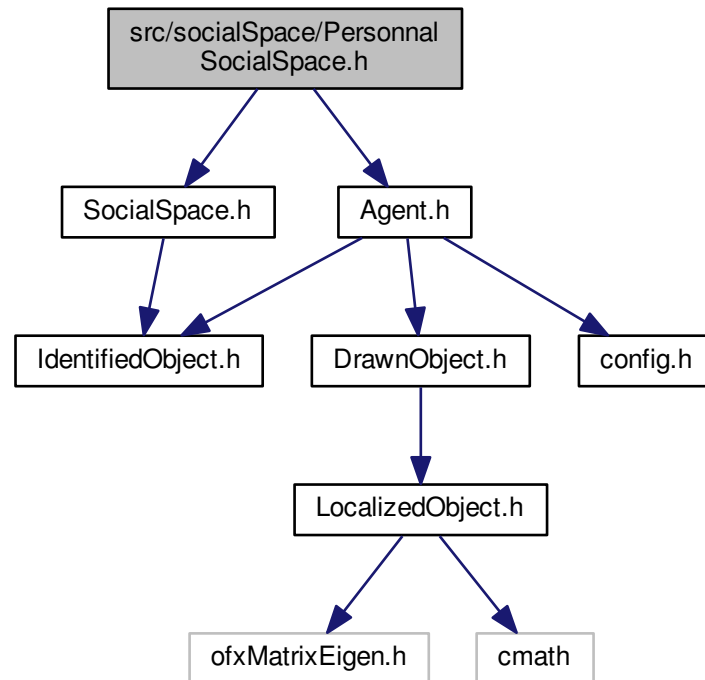 src/socialSpace/Personnal
SocialSpace.h
SocialSpace.h
Agent.h
IdentifiedObject.h
DrawnObject.h
config.h
LocalizedObject.h
ofxMatrixEigen.h
cmath